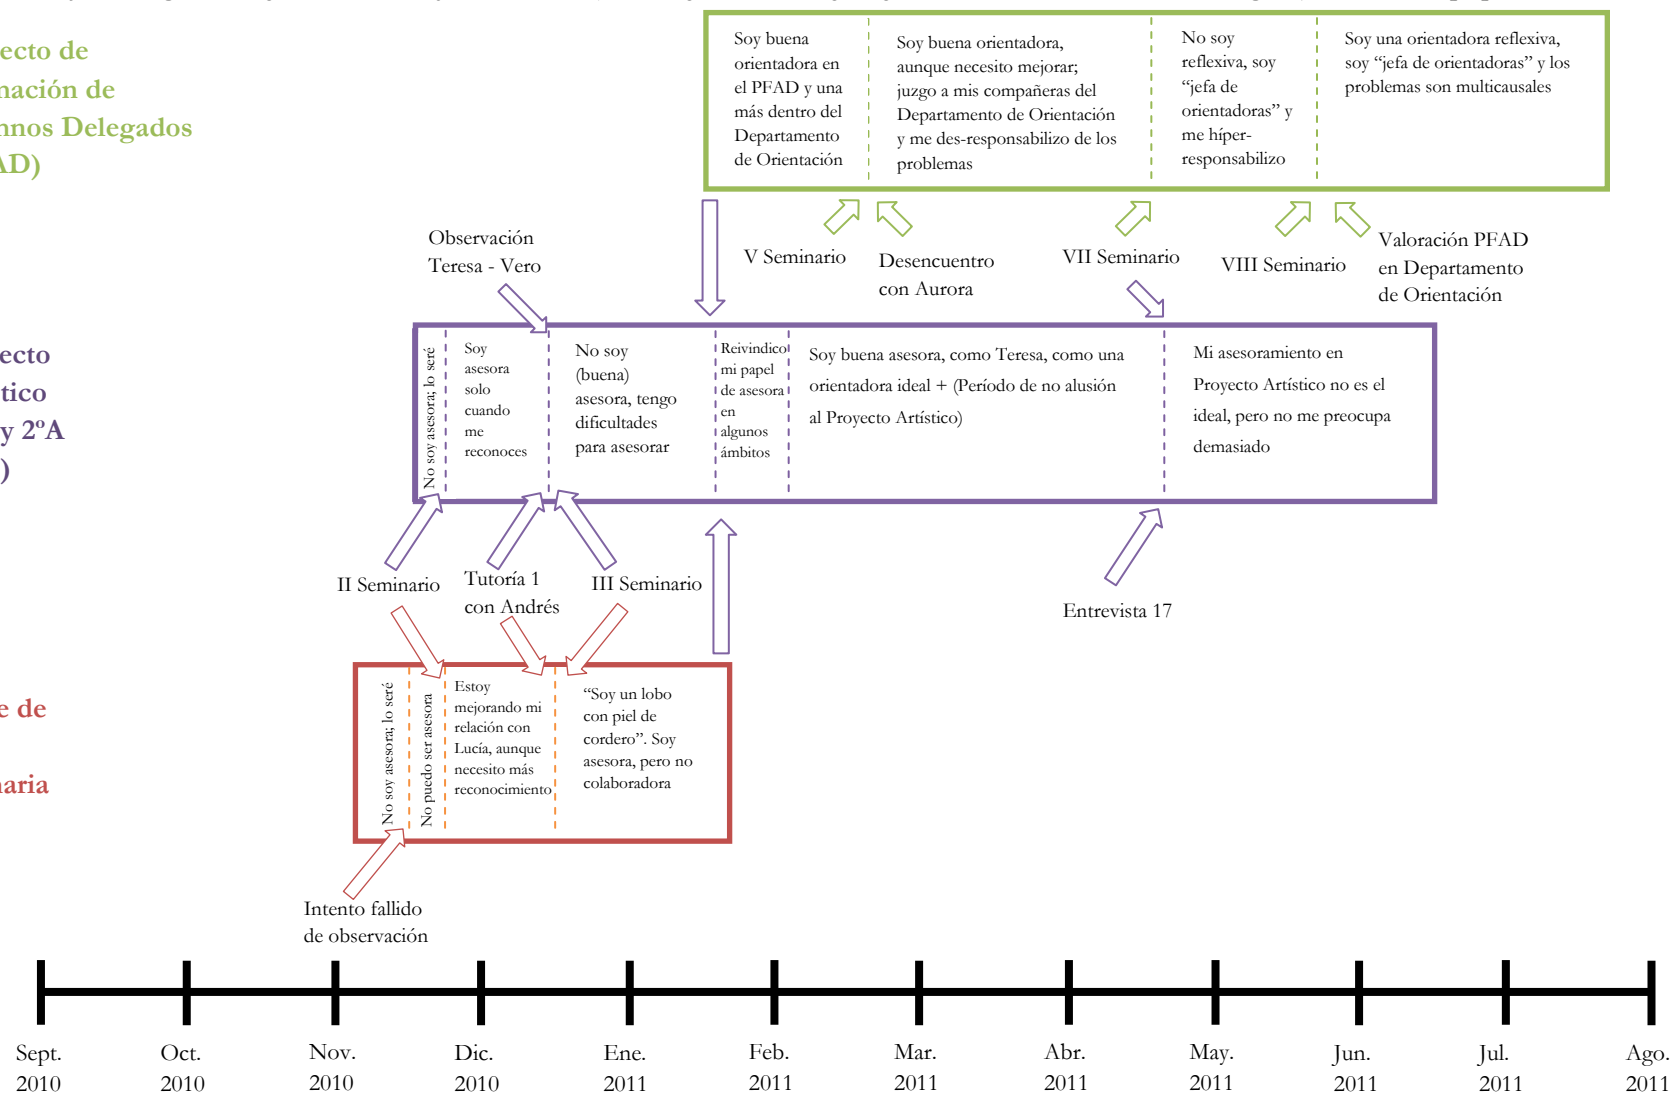 ecto de
nación de
nnos Delegados
AD)
Soy buena
orientadora en
el PFAD y una
más dentro del
Departamento
de Orientación
Soy buena orientadora,
aunque necesito mejorar;
juzgo a mis compañeras del
Departamento de Orientación
y me des-responsabilizo de los
problemas
No soy
reflexiva, soy
“jefa de
orientadoras” y
me híper-
responsabilizo
Soy una orientadora reflexiva,
soy “jefa de orientadoras” y los
problemas son multicausales
Observación
Teresa - Vero
V Seminario
Desencuentro
con Aurora
VII Seminario
VIII Seminario
Valoración PFAD
en Departamento
de Orientación
ecto
tico
y 2ºA
)
No soy asesora; lo seré
Soy
asesora
solo
cuando
me
reconoces
No soy
(buena)
asesora, tengo
dificultades
para asesorar
Reivindico
mi papel
de asesora
en
algunos
ámbitos
Soy buena asesora, como Teresa, como una
orientadora ideal + (Período de no alusión
al Proyecto Artístico)
Mi asesoramiento en
Proyecto Artístico no es el
ideal, pero no me preocupa
demasiado
II Seminario
Tutoría 1
con Andrés
III Seminario
Entrevista 17
e de
naria
No soy asesora; lo seré
No puedo ser asesora
Estoy
mejorando mi
relación con
Lucía, aunque
necesito más
reconocimiento
“Soy un lobo
con piel de
cordero”. Soy
asesora, pero no
colaboradora
Intento fallido
de observación
Sept.
2010
Oct.
2010
Nov.
2010
Dic.
2010
Ene.
2011
Feb.
2011
Mar.
2011
Abr.
2011
May.
2011
Jun.
2011
Jul.
2011
Ago.
2011